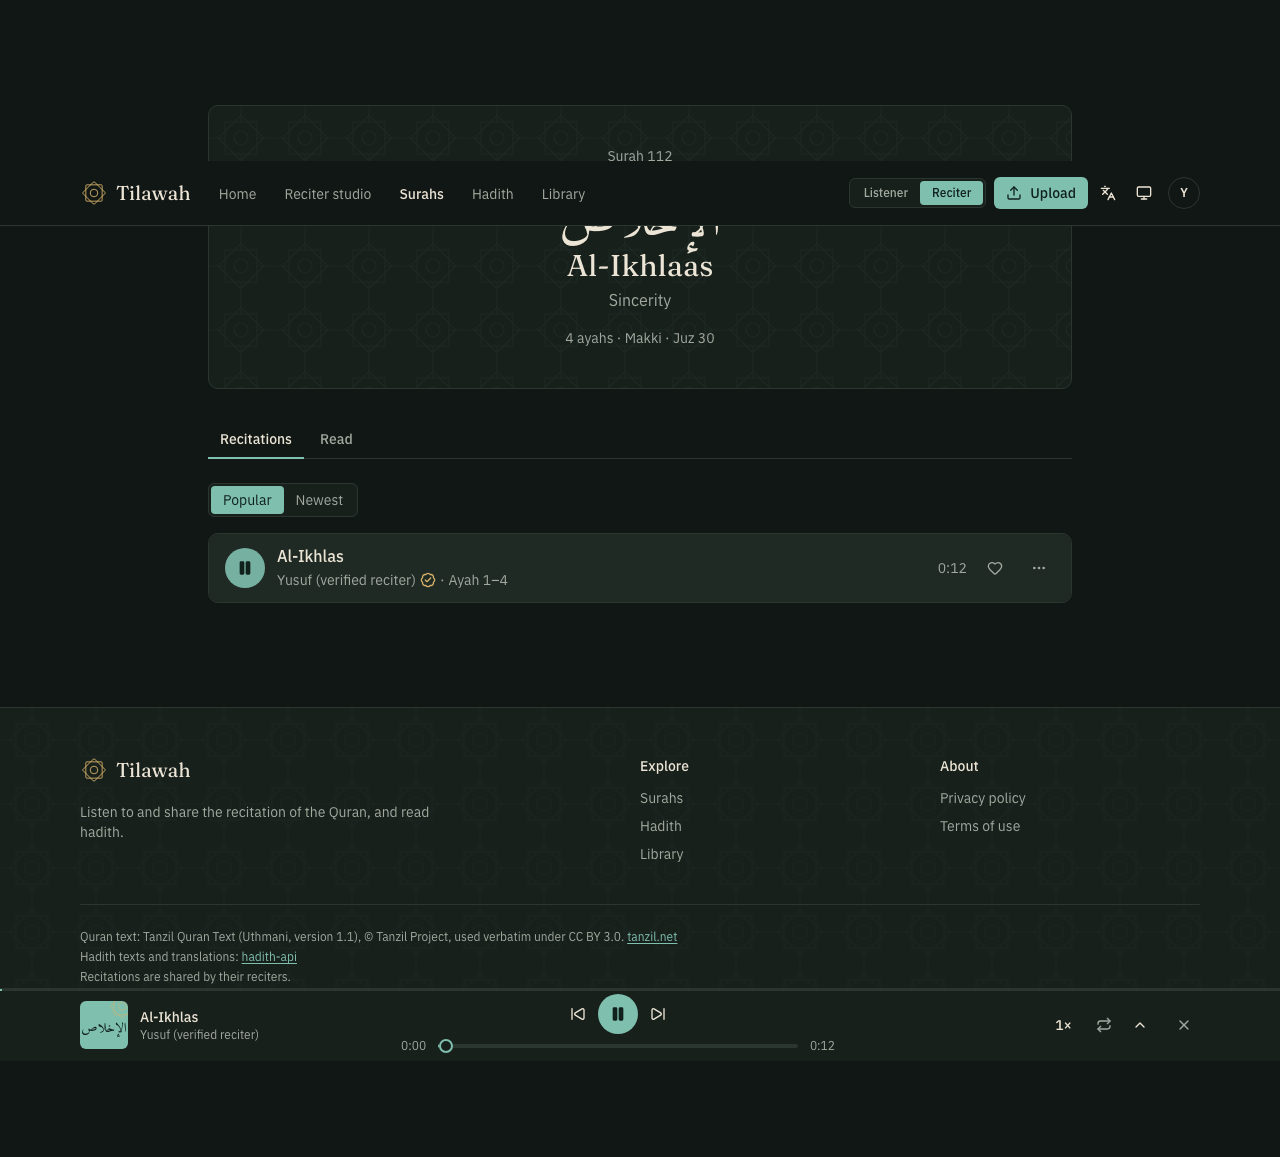 Surah 112
Tilawah
Home
Reciter studio
Surahs
Hadith
Library
Listener
Reciter
Upload
Y
Al-Ikhlaas
Sincerity
4 ayahs · Makki · Juz 30
Recitations
Read
Popular
Newest
Al-Ikhlas
Yusuf (verified reciter) · Ayah 1–4
0:12
Tilawah
Listen to and share the recitation of the Quran, and read
hadith.
Explore
Surahs
Hadith
Library
About
Privacy policy
Terms of use
Quran text: Tanzil Quran Text (Uthmani, version 1.1), © Tanzil Project, used verbatim under CC BY 3.0. tanzil.net
Hadith texts and translations: hadith-api
Recitations are shared by their reciters.
الإخلاص
Al-Ikhlas
Yusuf (verified reciter)
0:00
0:12
1×